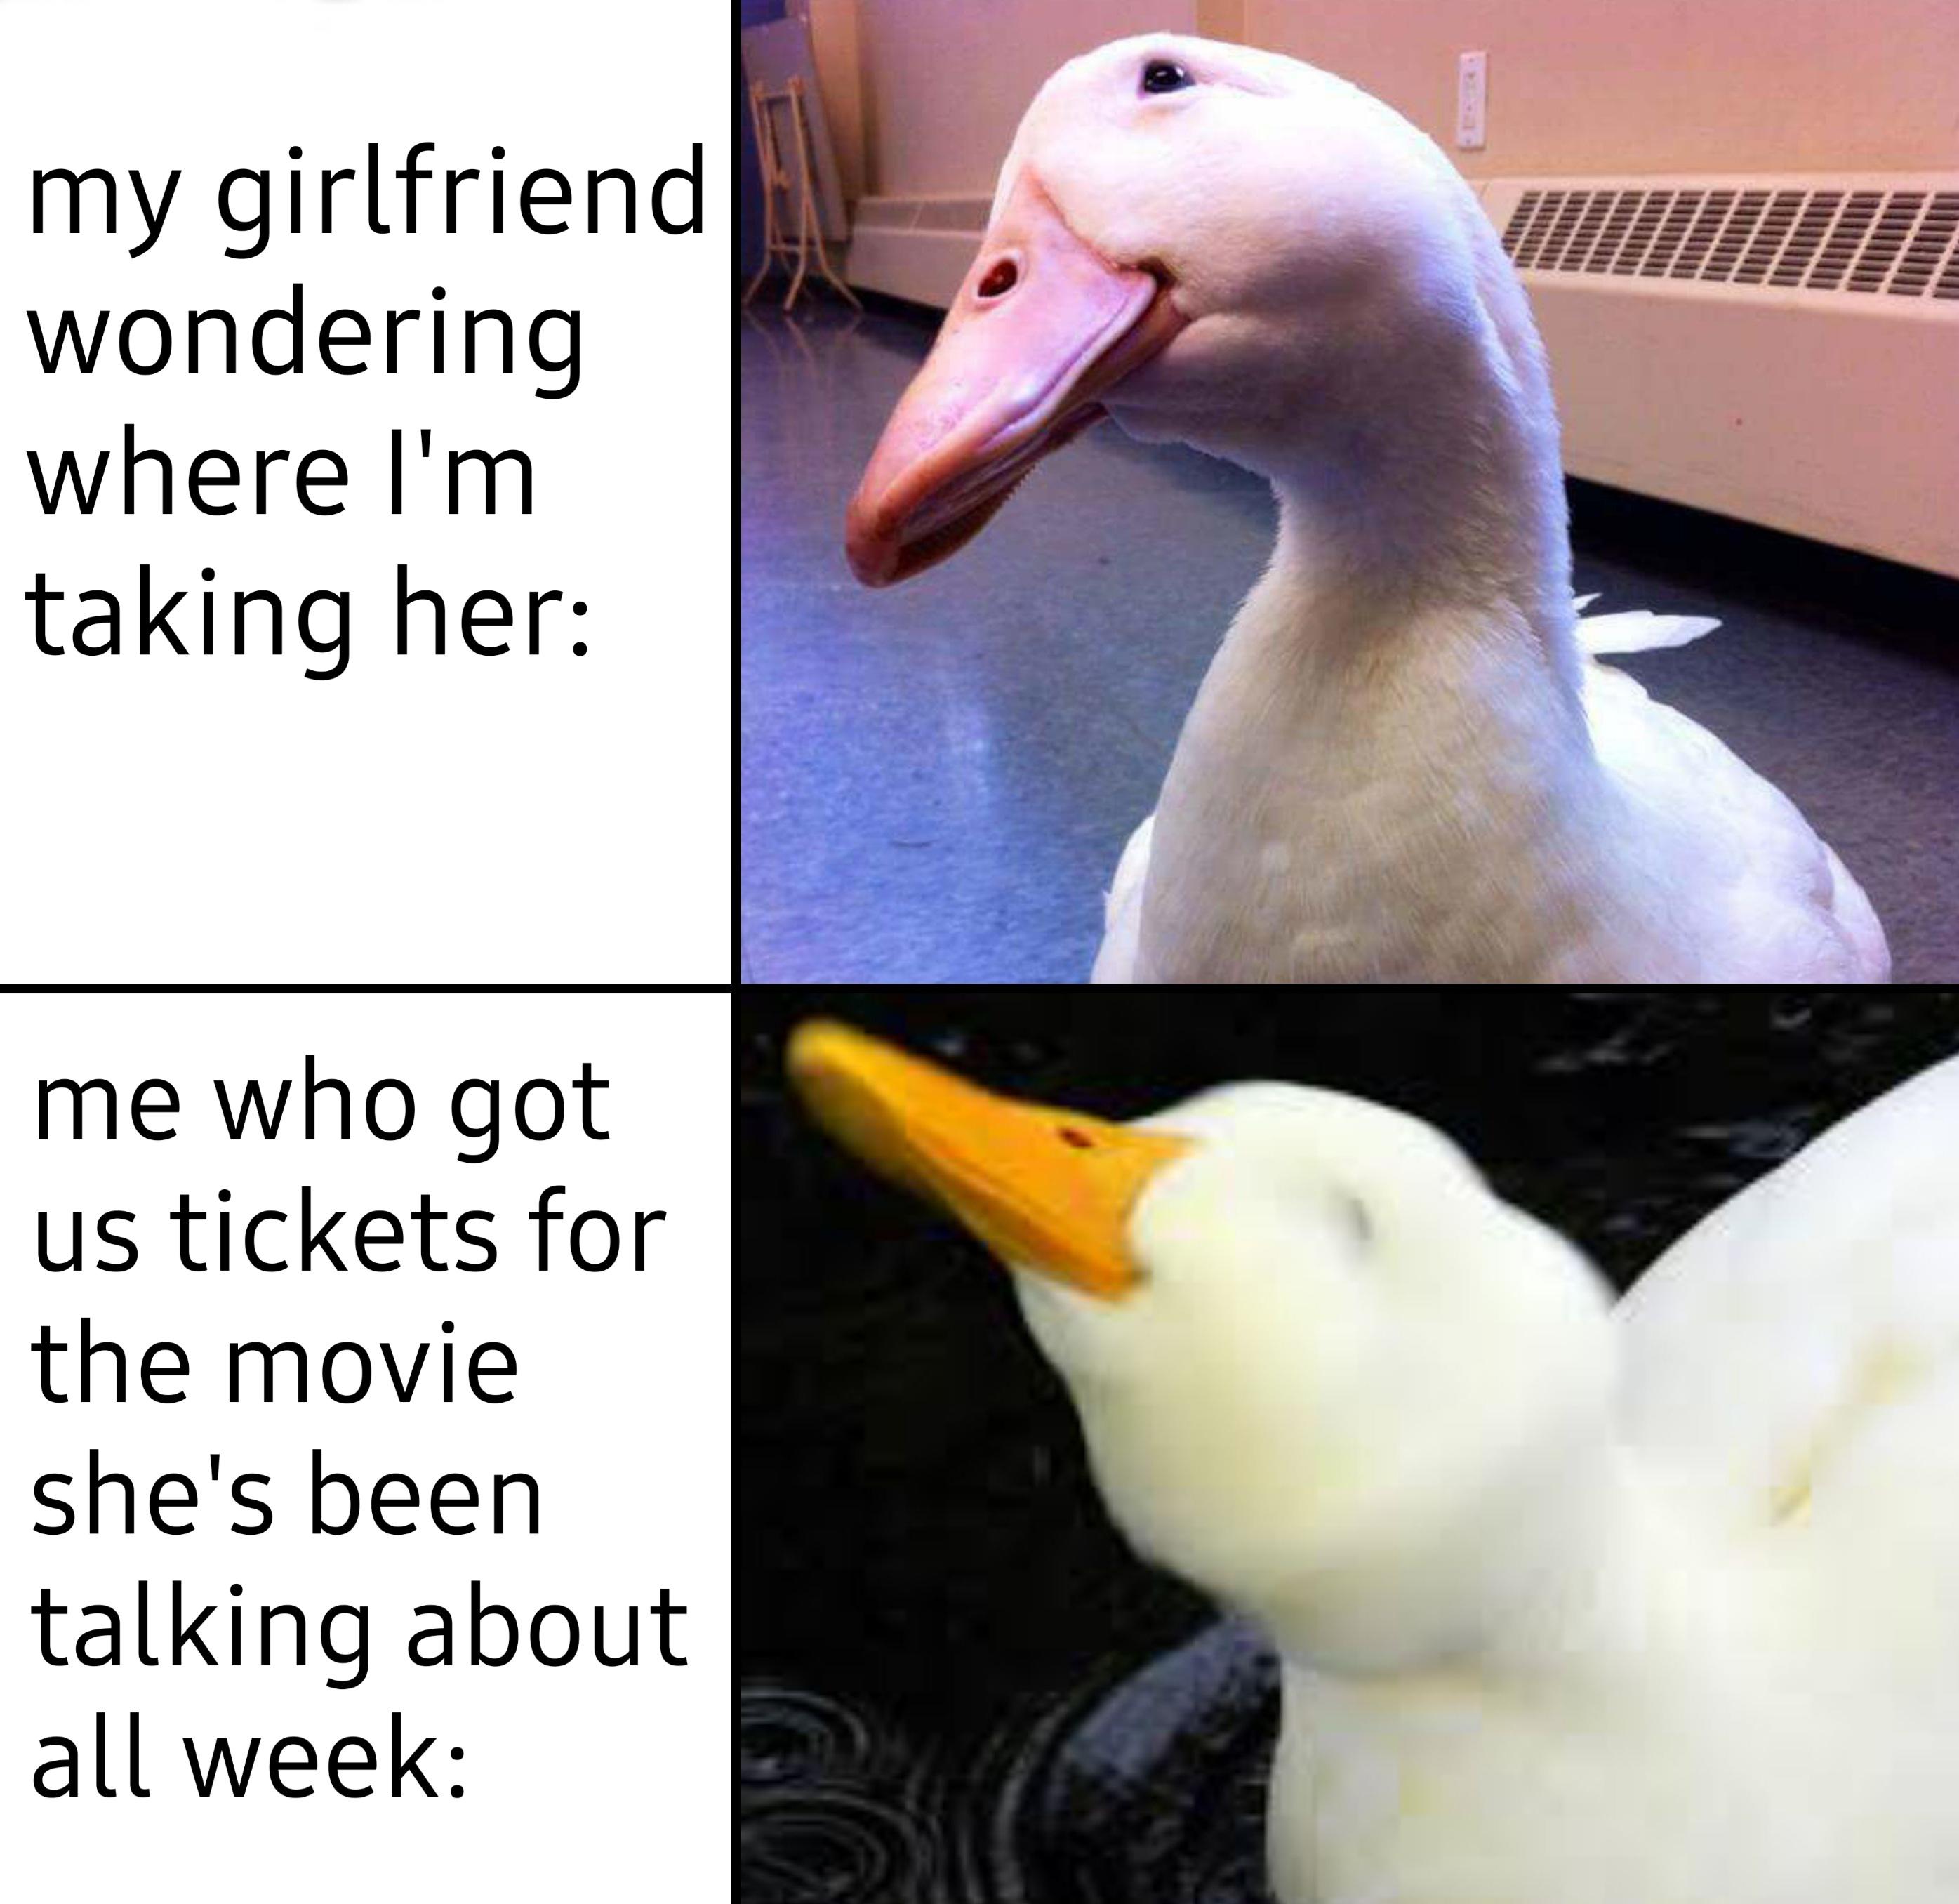 my girlfriend
wondering
where I'm
taking her:
me who got
us tickets for
the movie
she's been
talking about
all week: